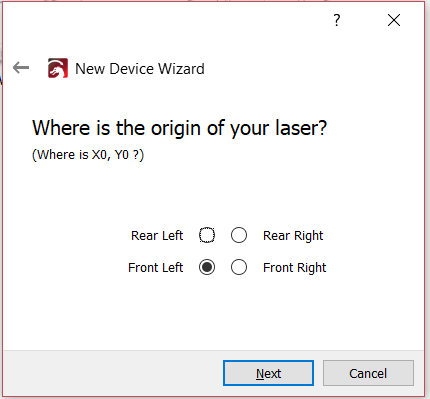 ?
New Device Wizard
Where is the origin of your laser?
(Where is X0, Y0 ?)
Rear Left Rear Right
Front Left Front Right
Next Cancel